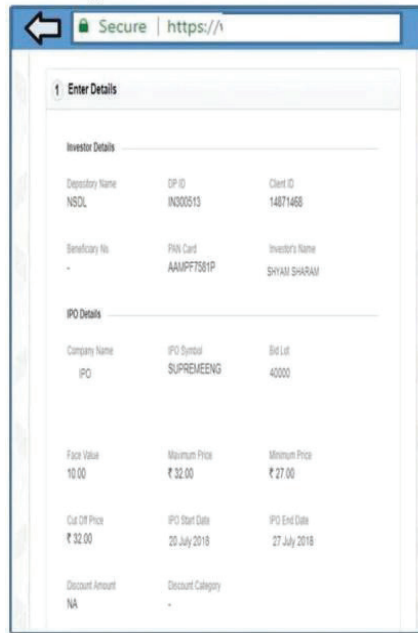 Secure | https://
1 Enter Details
Investor Details
Depository Name DP ID Client ID
NSDL IN300513 14871468
Beneficiary No. PAN Card Investor's Name
- AAMPF7561P SHYAM SHARAM
IPO Details
Company Name IPO Symbol Bid Lot
IPO SUPREMEENG 40000
Face Value Maximum Price Minimum Price
10.00 ₹ 32.00 ₹ 27.00
Cut Off Price IPO Start Date IPO End Date
₹ 32.00 20 July 2018 27 July 2018
Discount Amount Discount Category
NA -